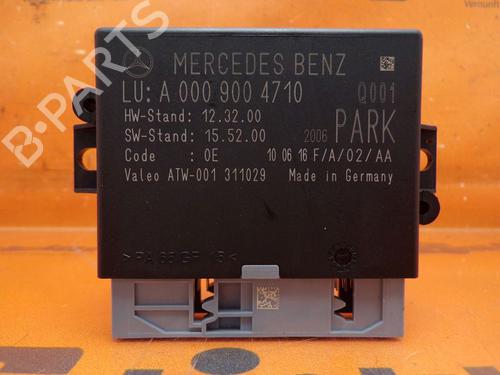 MERCEDES BENZ
LU: A 000 900 4710 Q001
HW-Stand: 12.32.00
SW-Stand: 15.52.00 2006 PARK
Code : 0E 10 06 16 F/A/02/AA
Valeo ATW-001 311029 Made in Germany
>PA 66 GF 15<
B-PARTS